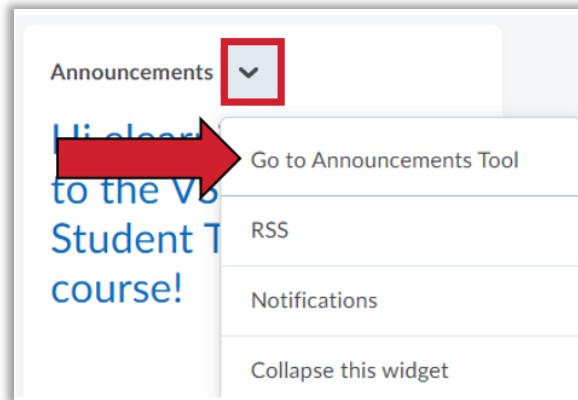 Announcements
Go to Announcements Tool
to the
Student
course!
RSS
Notifications
Collapse this widget